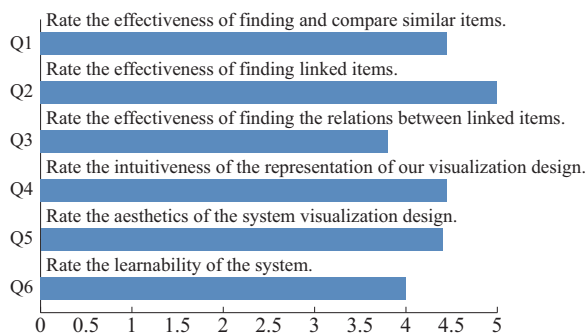 Rate the effectiveness of finding and compare similar items.
Q1
Rate the effectiveness of finding linked items.
Q2
Rate the effectiveness of finding the relations between linked items.
Q3
Rate the intuitiveness of the representation of our visualization design.
Q4
Rate the aesthetics of the system visualization design.
Q5
Rate the learnability of the system.
Q6
0 0.5 1 1.5 2 2.5 3 3.5 4 4.5 5